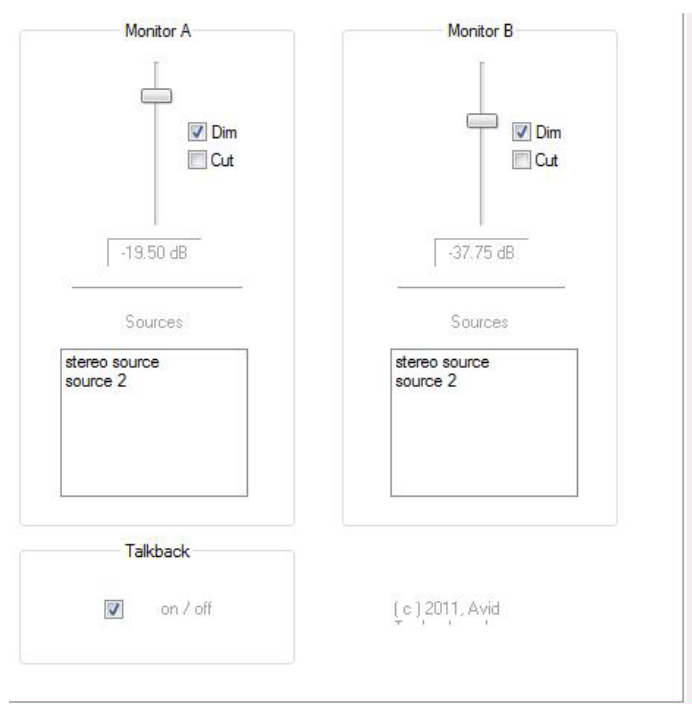 Monitor A
Dim
Cut
-19.50 dB
Sources
stereo source
source 2
Monitor B
Dim
Cut
-37.75 dB
Sources
stereo source
source 2
Talkback
on / off
( c ) 2011, Avid